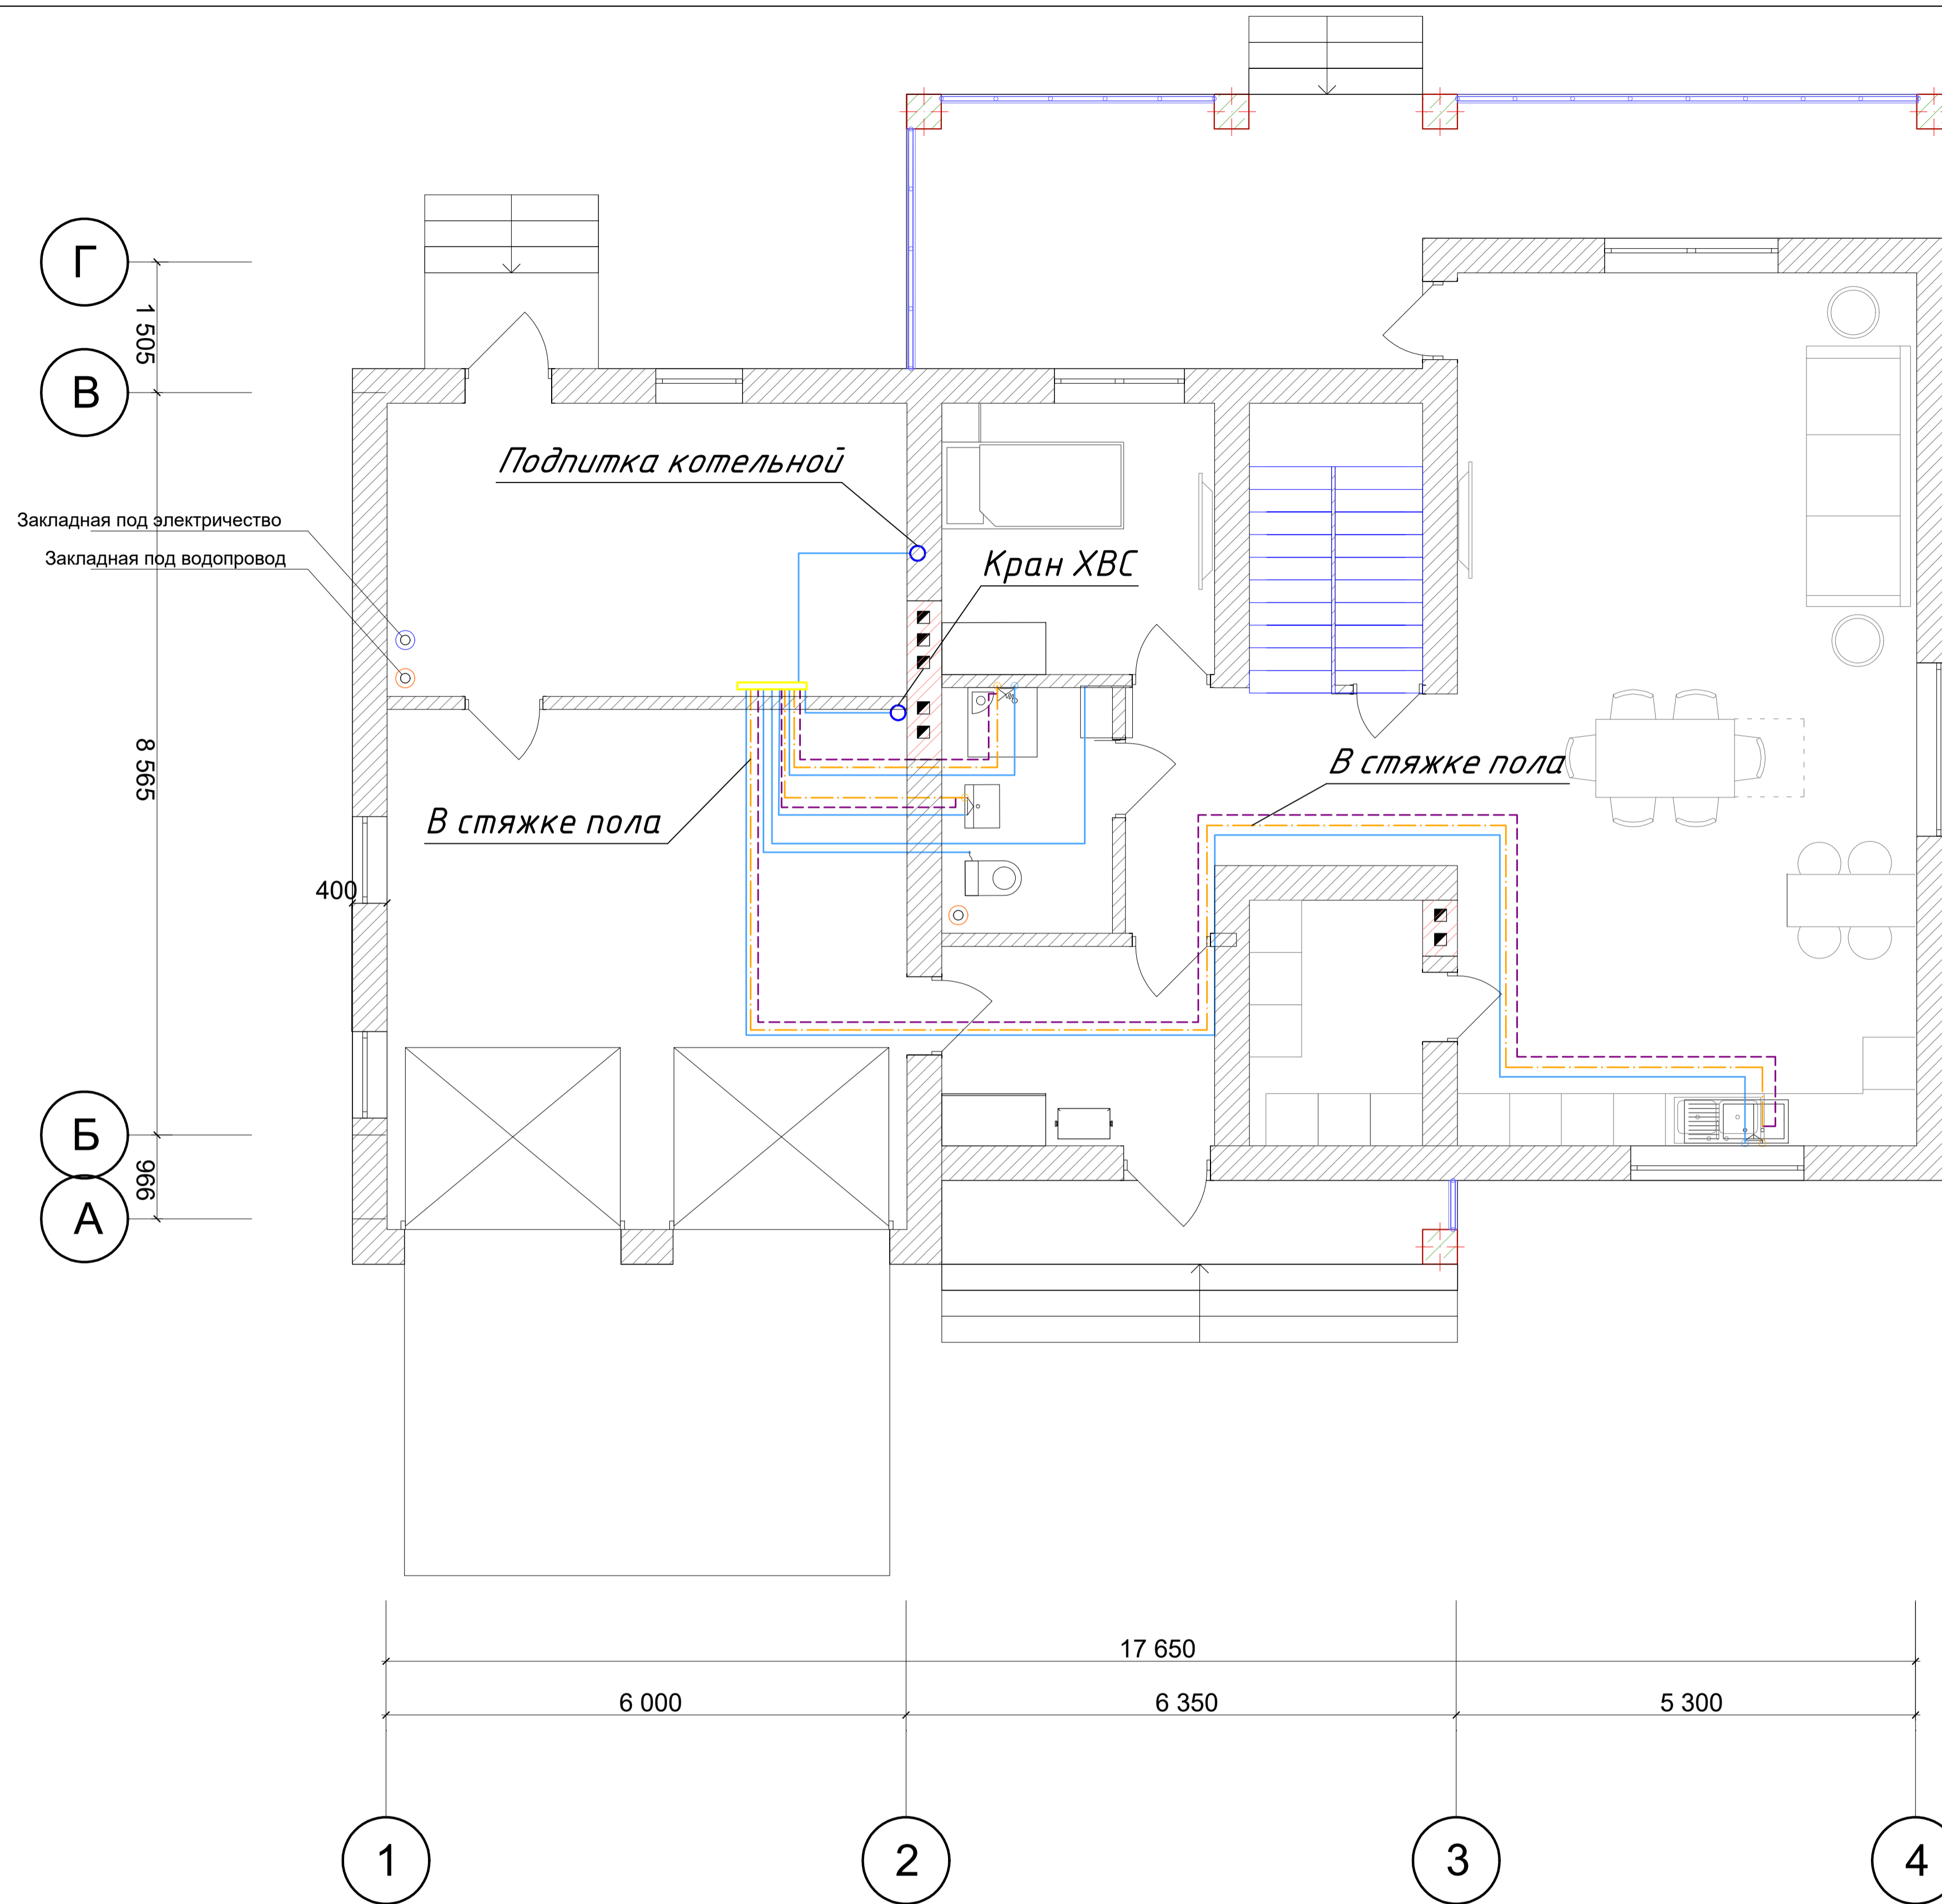 Г
1 505
В
Подпитка котельной
Закладная под электричество
Кран ХВС
Закладная под водопровод
8 565
В стяжке пола
В стяжке пола
400
Б
966
А
17 650
6 000
6 350
5 300
1
2
3
4